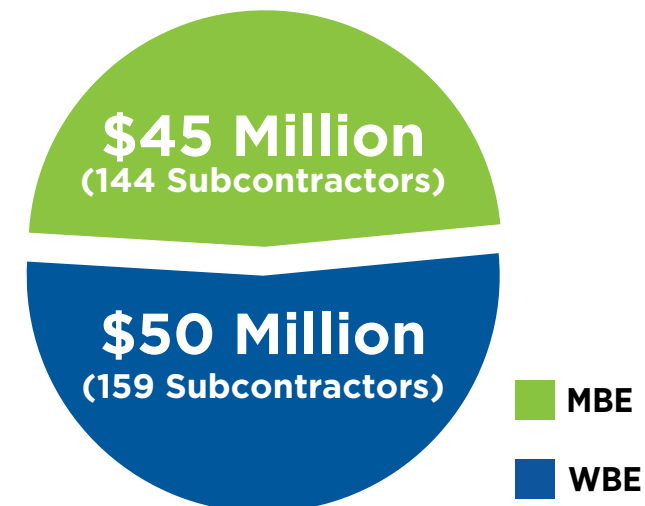 $45 Million
(144 Subcontractors)
$50 Million
(159 Subcontractors)
MBE
WBE